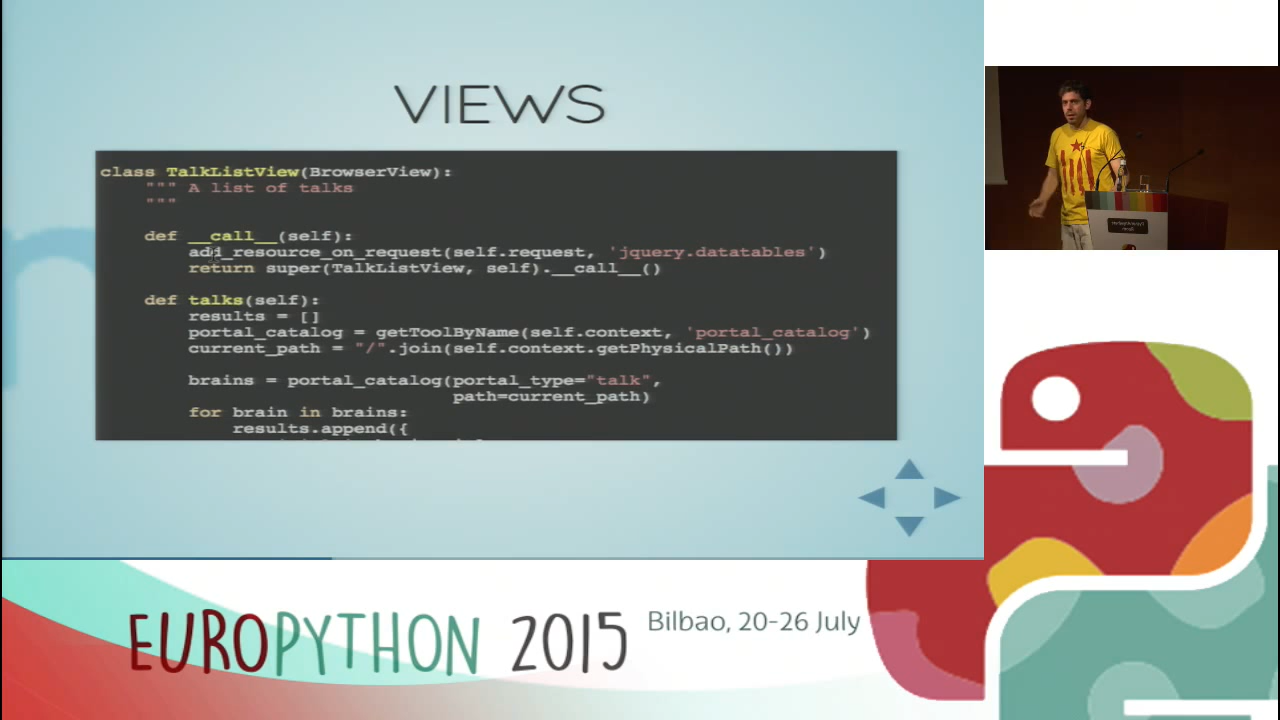 VIEWS
class TalkListView(BrowserView):
""" A list of talks
"""
def __call__(self):
add_resource_on_request(self.request, 'jquery.datatables')
return super(TalkListView, self).__call__()
def talks(self):
results = []
portal_catalog = getToolByName(self.context, 'portal_catalog')
current_path = "/".join(self.context.getPhysicalPath())
brains = portal_catalog(portal_type="talk",
path=current_path)
for brain in brains:
results.append({
EUROPYTHON 2015
Bilbao, 20-26 July